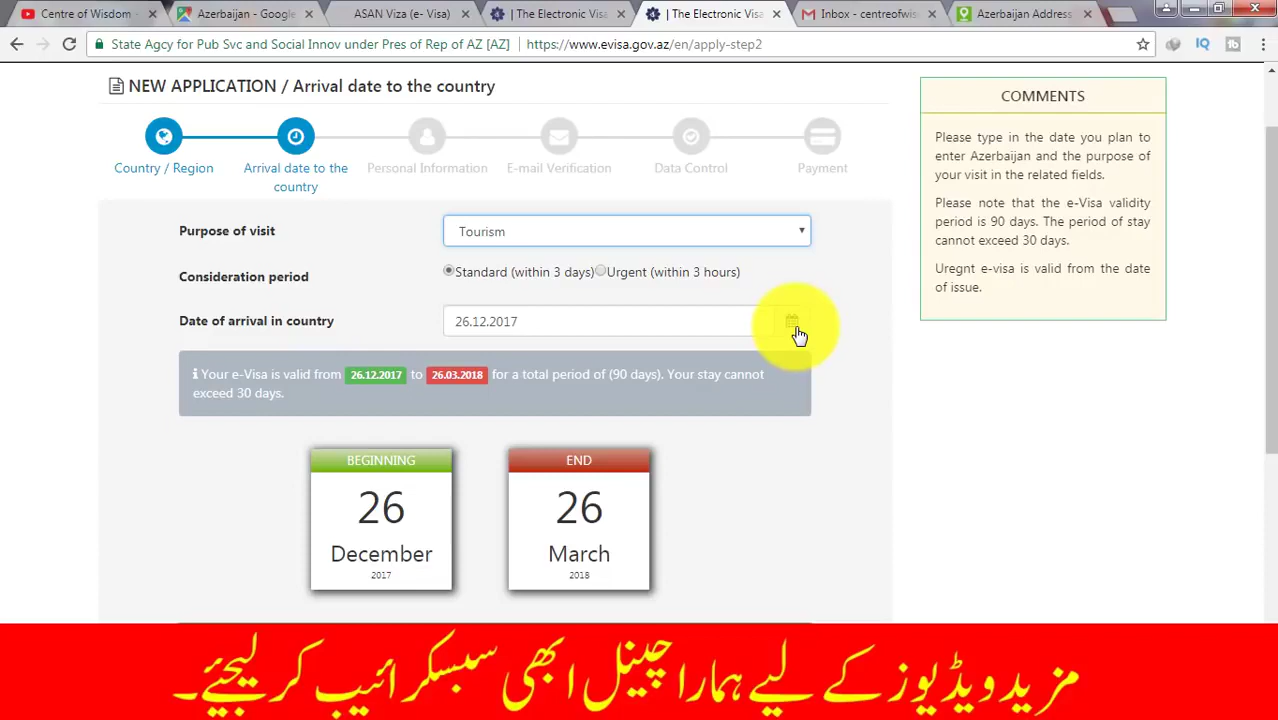 Centre of Wisdom -
Azerbaijan - Google
ASAN Viza (e- Visa)
| The Electronic Visa
| The Electronic Visa
Inbox - centreofwis
Azerbaijan Address
State Agcy for Pub Svc and Social Innov under Pres of Rep of AZ [AZ] | https://www.evisa.gov.az/en/apply-step2
IQ
tb
NEW APPLICATION / Arrival date to the country
Country / Region
Arrival date to the
country
Personal Information
E-mail Verification
Data Control
Payment
Purpose of visit
Tourism
Consideration period
Standard (within 3 days)
Urgent (within 3 hours)
Date of arrival in country
26.12.2017
Your e-Visa is valid from 26.12.2017 to 26.03.2018 for a total period of (90 days). Your stay cannot
exceed 30 days.
BEGINNING
26
December
2017
END
26
March
2018
COMMENTS
Please type in the date you plan to
enter Azerbaijan and the purpose of
your visit in the related fields.
Please note that the e-Visa validity
period is 90 days. The period of stay
cannot exceed 30 days.
Uregnt e-visa is valid from the date
of issue.
مزید ویڈیوز کے لیے ہمارا چینل ابھی سبسکرائیب کر لیجئیے۔